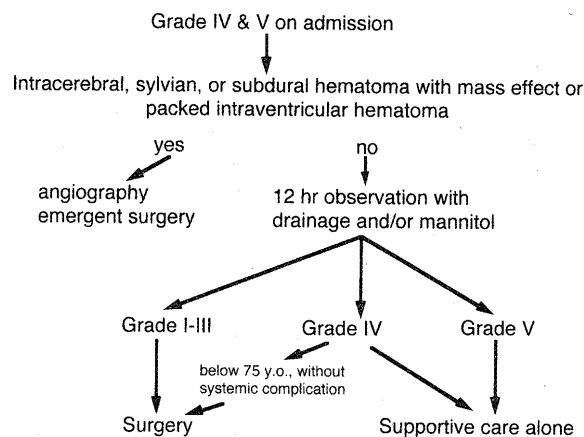 Grade IV & V on admission
Intracerebral, sylvian, or subdural hematoma with mass effect or
packed intraventricular hematoma
yes
no
angiography
emergent surgery
12 hr observation with
drainage and/or mannitol
Grade I-III
Grade IV
Grade V
below 75 y.o., without
systemic complication
Surgery
Supportive care alone